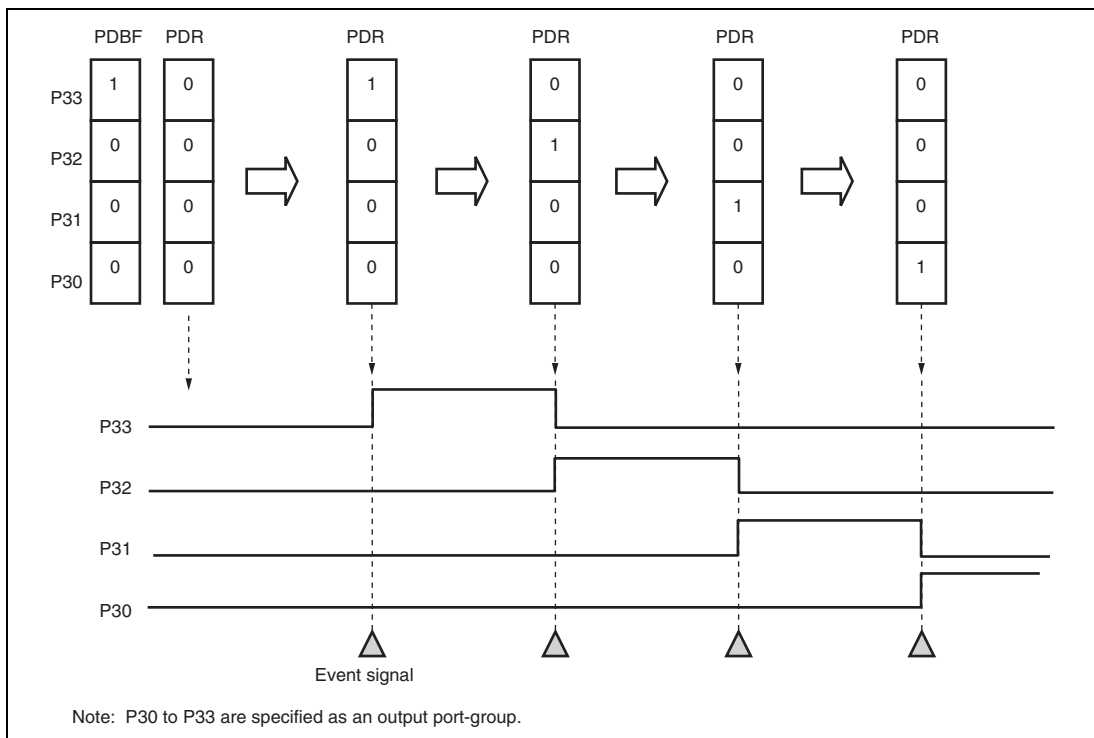 PDBF PDR PDR PDR PDR PDR
P33 1 0 1 0 0 0
P32 0 0 0 1 0 0
P31 0 0 0 0 1 0
P30 0 0 0 0 0 1
P33
P32
P31
P30
Event signal
Note: P30 to P33 are specified as an output port-group.